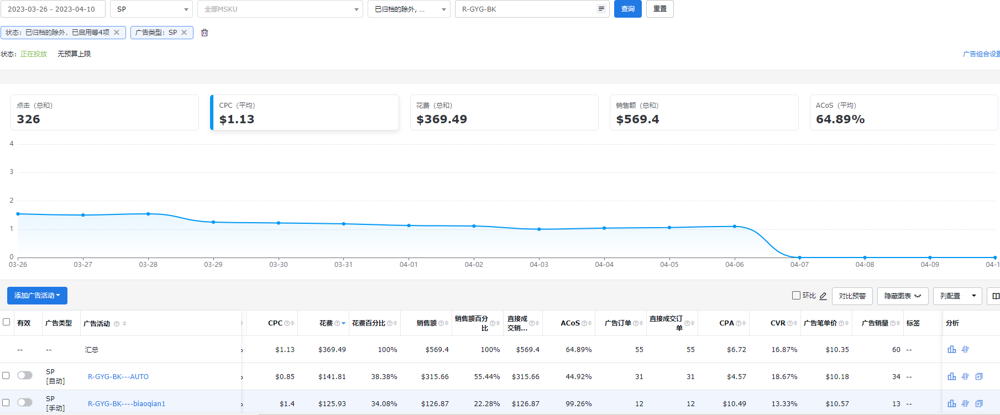 2023-03-26 - 2023-04-10 SP 全部MSKU 已归档的除外，... R-GYG-BK 查询 重置
状态：已归档的除外，已启用等4项 广告类型：SP
状态：正在投放 无预算上限 广告组合设置
点击（总和） CPC（平均） 花费（总和） 销售额（总和） ACoS（平均）
326 $1.13 $369.49 $569.4 64.89%
4
3
2
1
0
03-26 03-27 03-28 03-29 03-30 03-31 04-01 04-02 04-03 04-04 04-05 04-06 04-07 04-08 04-09 04-1
添加广告活动 环比 对比预警 隐藏图表 列配置
有效 广告类型 广告活动 CPC 花费 花费百分比 销售额 销售额百分比 直接成交销... ACoS 广告订单 直接成交订单 CPA CVR 广告笔单价 广告销量 标签 分析
-- -- 汇总 % $1.13 $369.49 100% $569.4 100% $569.4 64.89% 55 55 $6.72 16.87% $10.35 60 --
SP [自动] R-GYG-BK---AUTO % $0.85 $141.81 38.38% $315.66 55.44% $315.66 44.92% 31 31 $4.57 18.67% $10.18 34 --
SP [手动] R-GYG-BK----biaoqian1 % $1.4 $125.93 34.08% $126.87 22.28% $126.87 99.26% 12 12 $10.49 13.33% $10.57 13 --